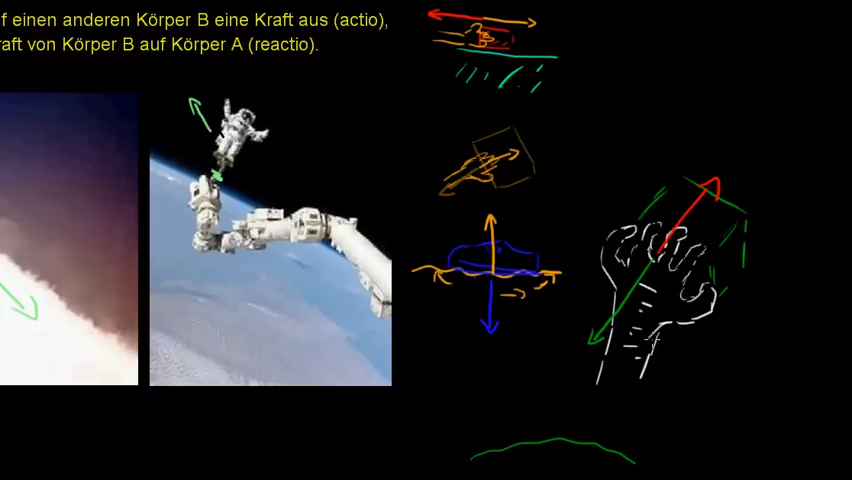 f einen anderen Körper B eine Kraft aus (actio),
raft von Körper B auf Körper A (reactio).